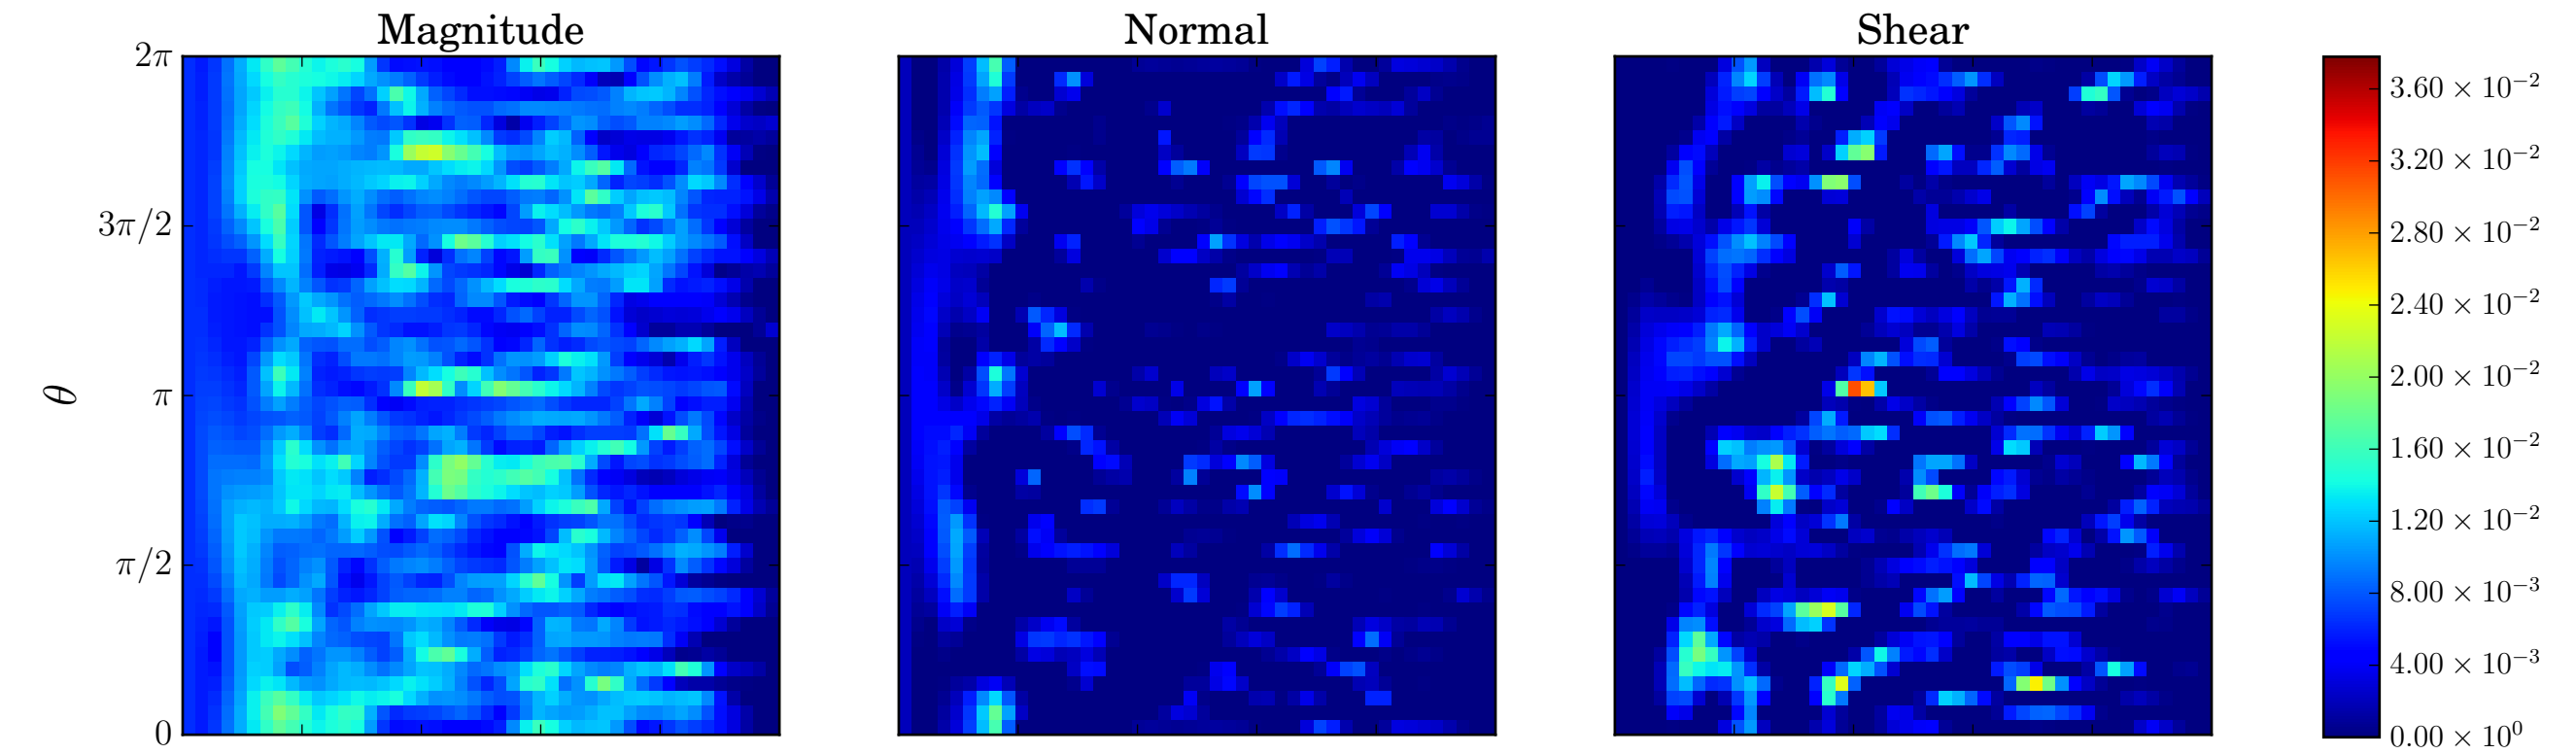 Magnitude
Normal
Shear
2π
3π/2
π
π/2
0
θ
3.60 × 10⁻²
3.20 × 10⁻²
2.80 × 10⁻²
2.40 × 10⁻²
2.00 × 10⁻²
1.60 × 10⁻²
1.20 × 10⁻²
8.00 × 10⁻³
4.00 × 10⁻³
0.00 × 10⁰